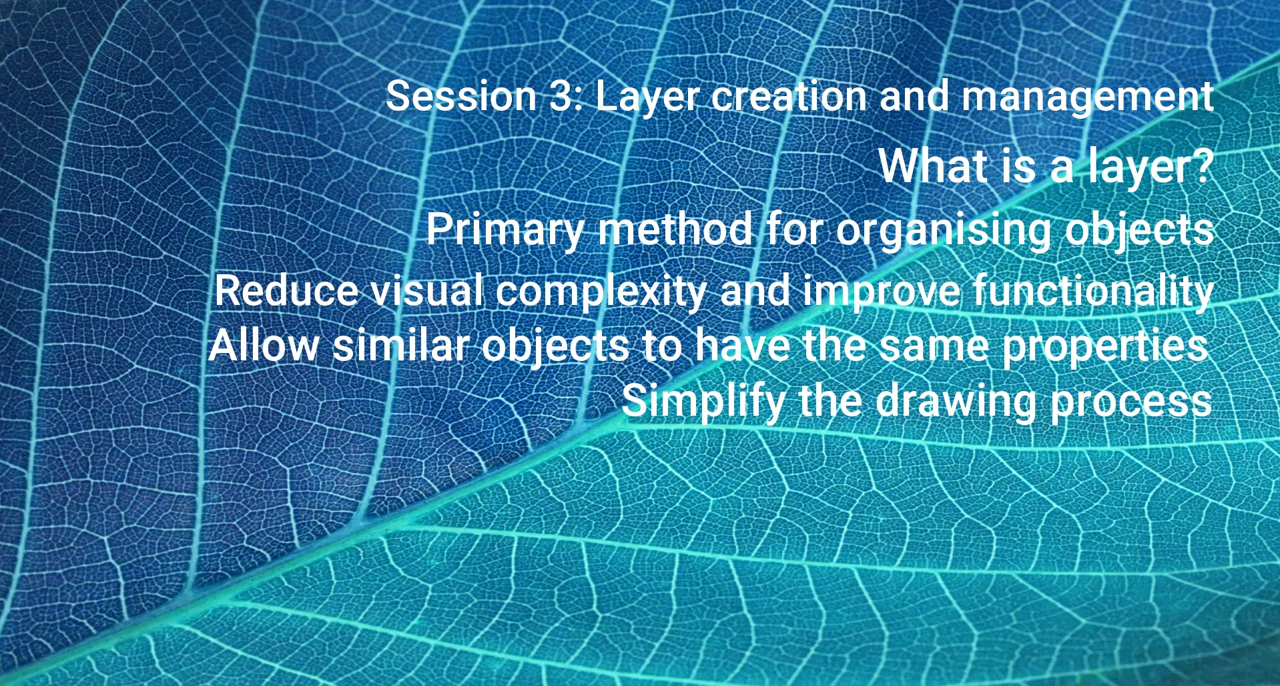 Session 3: Layer creation and management
What is a layer?
Primary method for organising objects
Reduce visual complexity and improve functionality
Allow similar objects to have the same properties
Simplify the drawing process